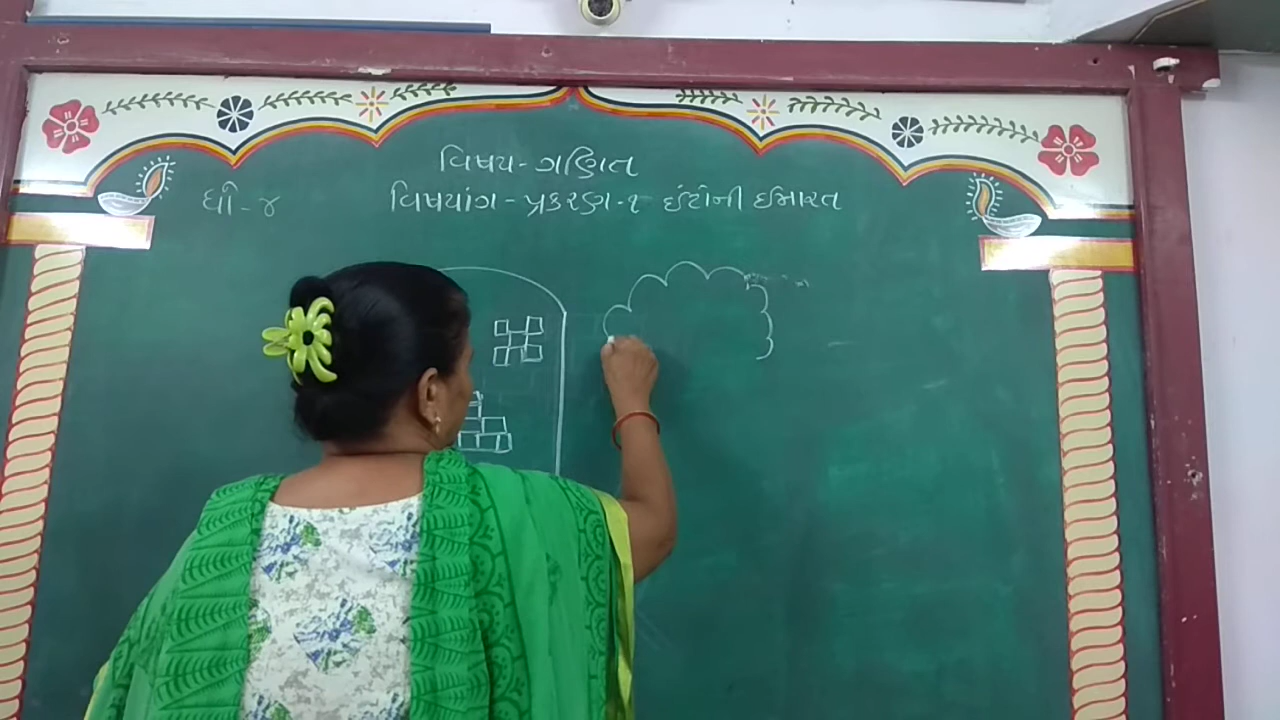 વિષય - ગણિત
ધો - ૪
વિષયાંગ - પ્રકરણ - ૧ ઈંટોની ઈમારત